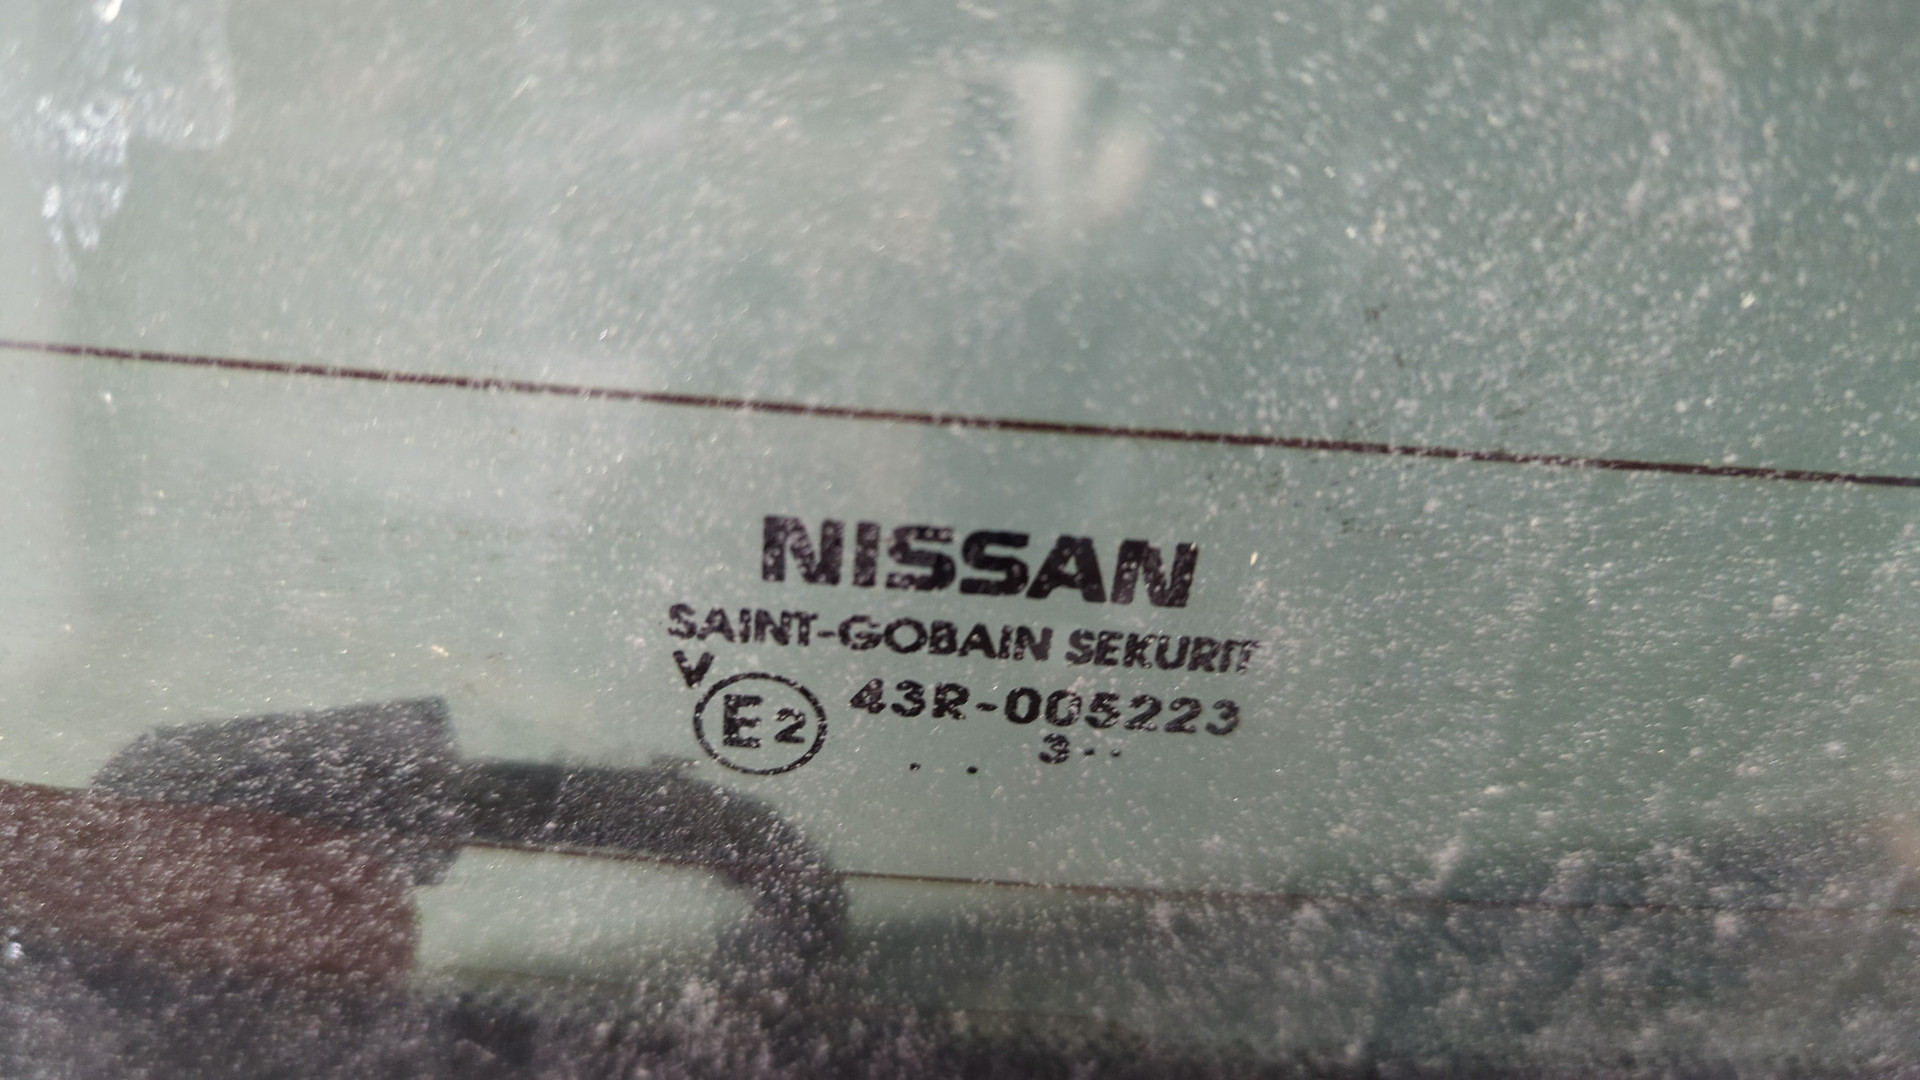 NISSAN
SAINT-GOBAIN SEKURIT
V
E2 43R-005223
. . 3··